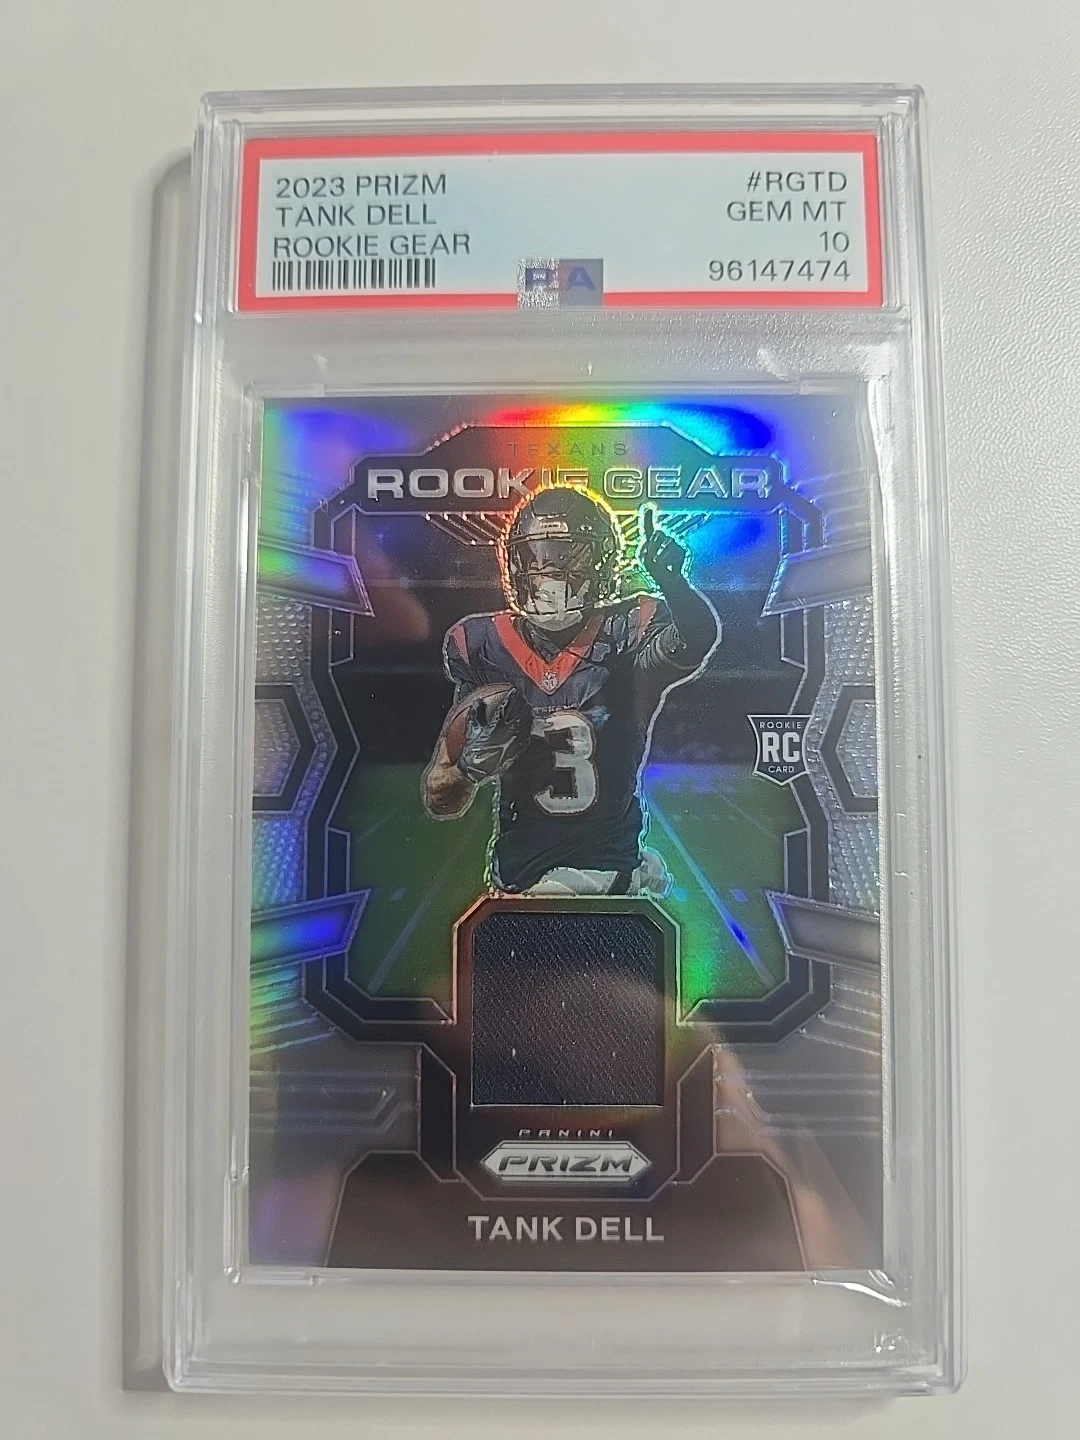 2023 PRIZM
TANK DELL
ROOKIE GEAR
#RGTD
GEM MT
10
96147474
PSA
TEXANS
ROOKIE GEAR
3
ROOKIE
RC
CARD
PANINI
PRIZM
TANK DELL